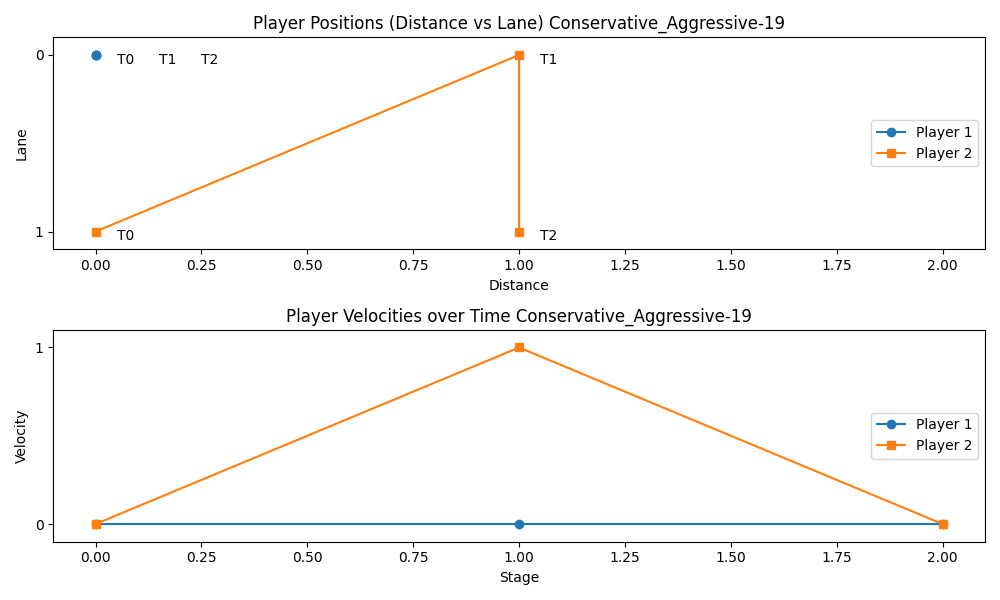 Player Positions (Distance vs Lane) Conservative_Aggressive-19
0
T0 T1 T2
T1
Lane
Player 1
Player 2
1
T0
T2
0.00 0.25 0.50 0.75 1.00 1.25 1.50 1.75 2.00
Distance
Player Velocities over Time Conservative_Aggressive-19
1
Velocity
Player 1
Player 2
0
0.00 0.25 0.50 0.75 1.00 1.25 1.50 1.75 2.00
Stage